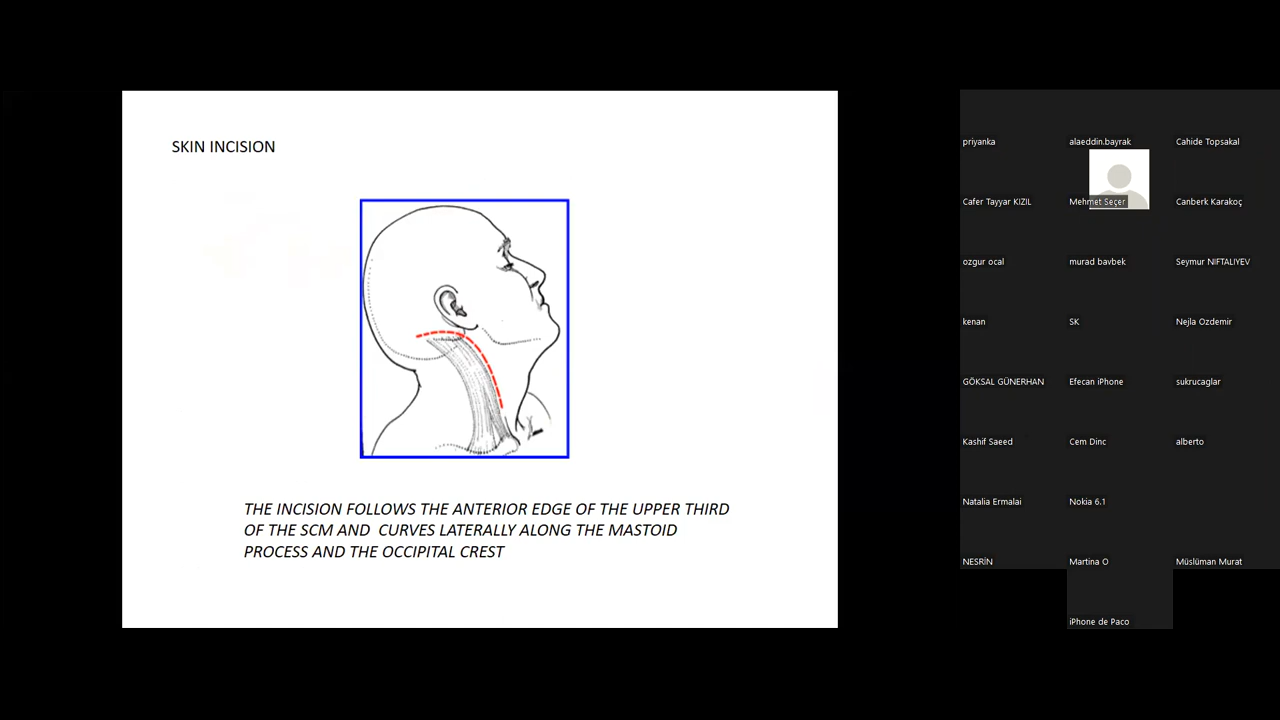 SKIN INCISION
THE INCISION FOLLOWS THE ANTERIOR EDGE OF THE UPPER THIRD
OF THE SCM AND CURVES LATERALLY ALONG THE MASTOID
PROCESS AND THE OCCIPITAL CREST
priyanka
alaeddin.bayrak
Cahide Topsakal
Cafer Tayyar KIZIL
Mehmet Seçer
Canberk Karakoç
ozgur ocal
murad bavbek
Seymur NIFTALIYEV
kenan
SK
Nejla Ozdemir
GÖKSAL GÜNERHAN
Efecan iPhone
sukrucaglar
Kashif Saeed
Cem Dinc
alberto
Natalia Ermalai
Nokia 6.1
NESRİN
Martina O
Müslüman Murat
iPhone de Paco